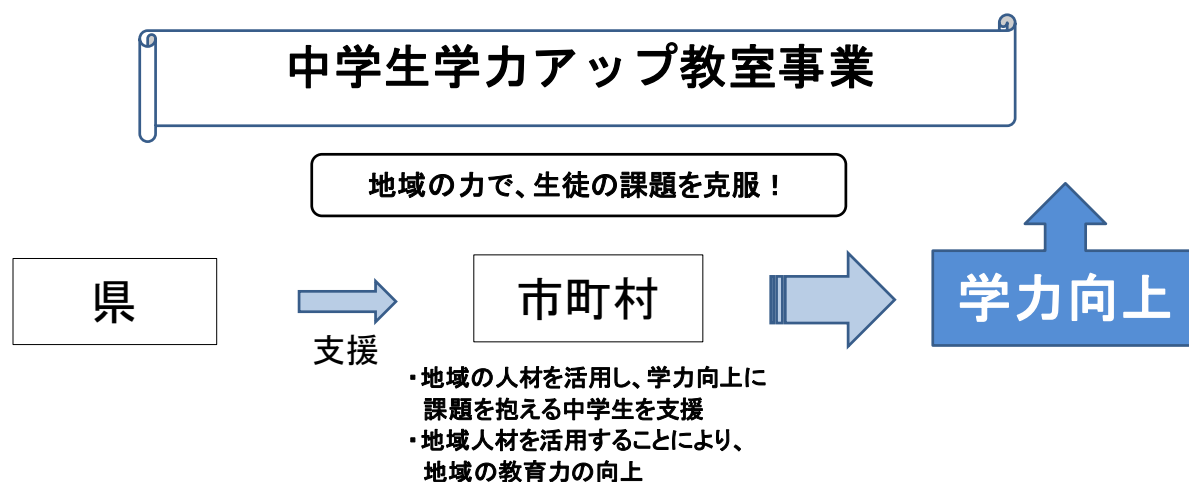 中学生学力アップ教室事業
地域の力で、生徒の課題を克服！
県
支援
市町村
学力向上
・地域の人材を活用し、学力向上に
課題を抱える中学生を支援
・地域人材を活用することにより、
地域の教育力の向上